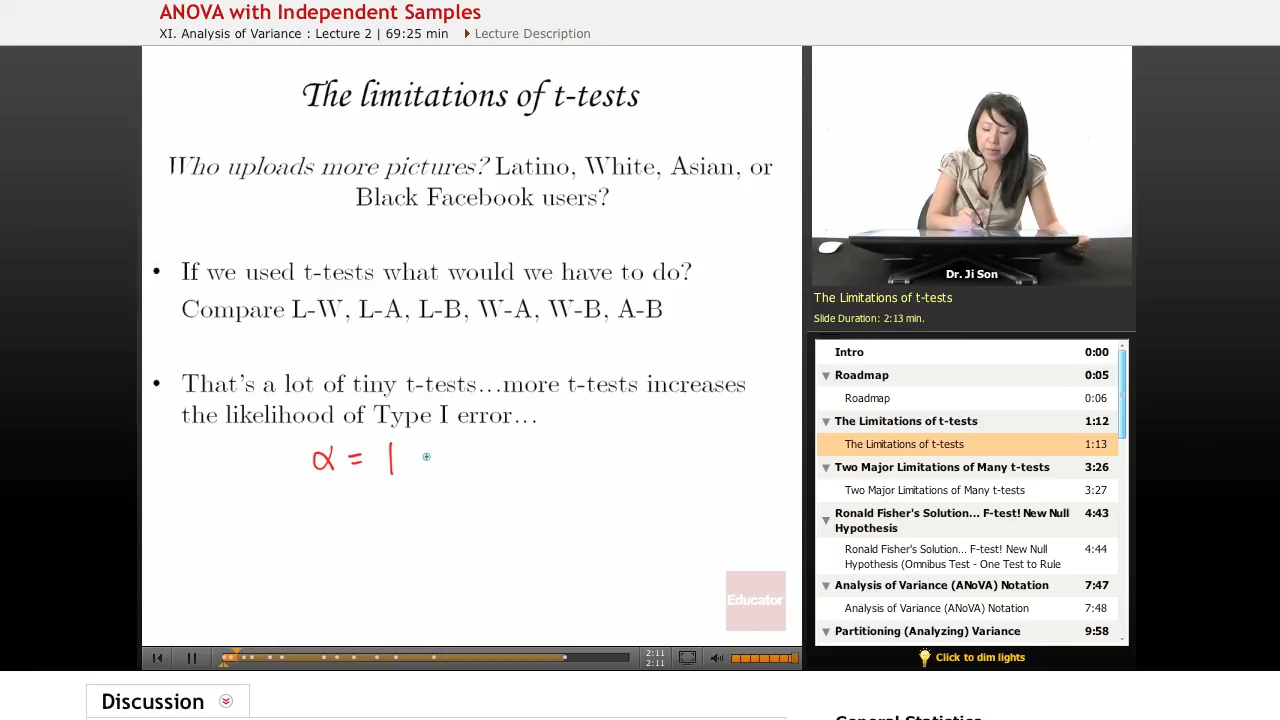 ANOVA with Independent Samples
XI. Analysis of Variance : Lecture 2 | 69:25 min Lecture Description
The limitations of t-tests
Who uploads more pictures? Latino, White, Asian, or
Black Facebook users?
• If we used t-tests what would we have to do?
Compare L-W, L-A, L-B, W-A, W-B, A-B
• That's a lot of tiny t-tests...more t-tests increases
the likelihood of Type I error...
α = 1
Educator
2:11
2:11
Dr. Ji Son
The Limitations of t-tests
Slide Duration: 2:13 min.
Intro 0:00
Roadmap 0:05
Roadmap 0:06
The Limitations of t-tests 1:12
The Limitations of t-tests 1:13
Two Major Limitations of Many t-tests 3:26
Two Major Limitations of Many t-tests 3:27
Ronald Fisher's Solution... F-test! New Null 4:43
Hypothesis
Ronald Fisher's Solution... F-test! New Null 4:44
Hypothesis (Omnibus Test - One Test to Rule
Analysis of Variance (ANoVA) Notation 7:47
Analysis of Variance (ANoVA) Notation 7:48
Partitioning (Analyzing) Variance 9:58
Click to dim lights
Discussion
General Statistics